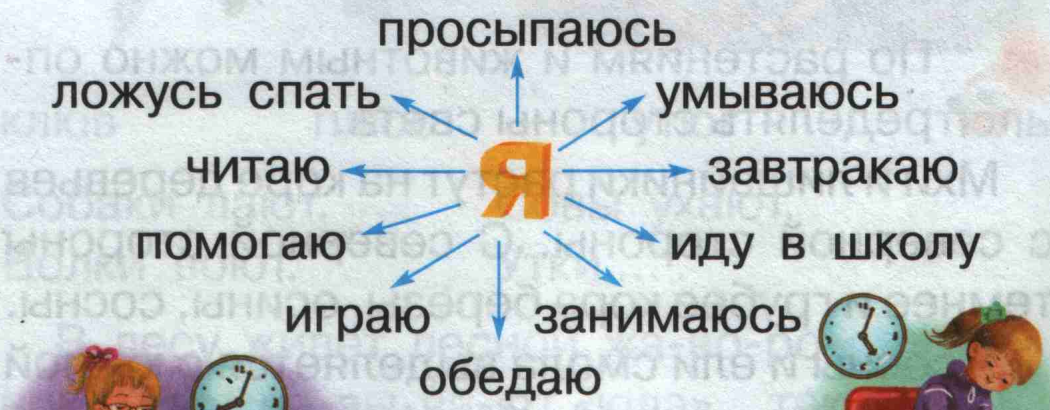 просыпаюсь
ложусь спать умываюсь
читаю Я завтракаю
помогаю иду в школу
играю занимаюсь
обедаю